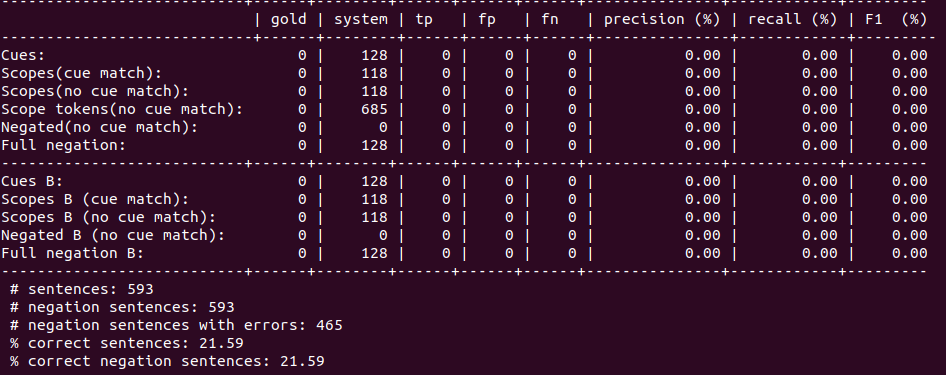 ---------------------------+------+--------+-----+-----+-----+---------------+------------+---------
| gold | system | tp | fp | fn | precision (%) | recall (%) | F1 (%)
---------------------------+------+--------+-----+-----+-----+---------------+------------+---------
Cues: 0 | 128 | 0 | 0 | 0 | 0.00 | 0.00 | 0.00
Scopes(cue match): 0 | 118 | 0 | 0 | 0 | 0.00 | 0.00 | 0.00
Scopes(no cue match): 0 | 118 | 0 | 0 | 0 | 0.00 | 0.00 | 0.00
Scope tokens(no cue match): 0 | 685 | 0 | 0 | 0 | 0.00 | 0.00 | 0.00
Negated(no cue match): 0 | 0 | 0 | 0 | 0 | 0.00 | 0.00 | 0.00
Full negation: 0 | 128 | 0 | 0 | 0 | 0.00 | 0.00 | 0.00
---------------------------+------+--------+-----+-----+-----+---------------+------------+---------
Cues B: 0 | 128 | 0 | 0 | 0 | 0.00 | 0.00 | 0.00
Scopes B (cue match): 0 | 118 | 0 | 0 | 0 | 0.00 | 0.00 | 0.00
Scopes B (no cue match): 0 | 118 | 0 | 0 | 0 | 0.00 | 0.00 | 0.00
Negated B (no cue match): 0 | 0 | 0 | 0 | 0 | 0.00 | 0.00 | 0.00
Full negation B: 0 | 128 | 0 | 0 | 0 | 0.00 | 0.00 | 0.00
---------------------------+------+--------+-----+-----+-----+---------------+------------+---------
# sentences: 593
# negation sentences: 593
# negation sentences with errors: 465
% correct sentences: 21.59
% correct negation sentences: 21.59